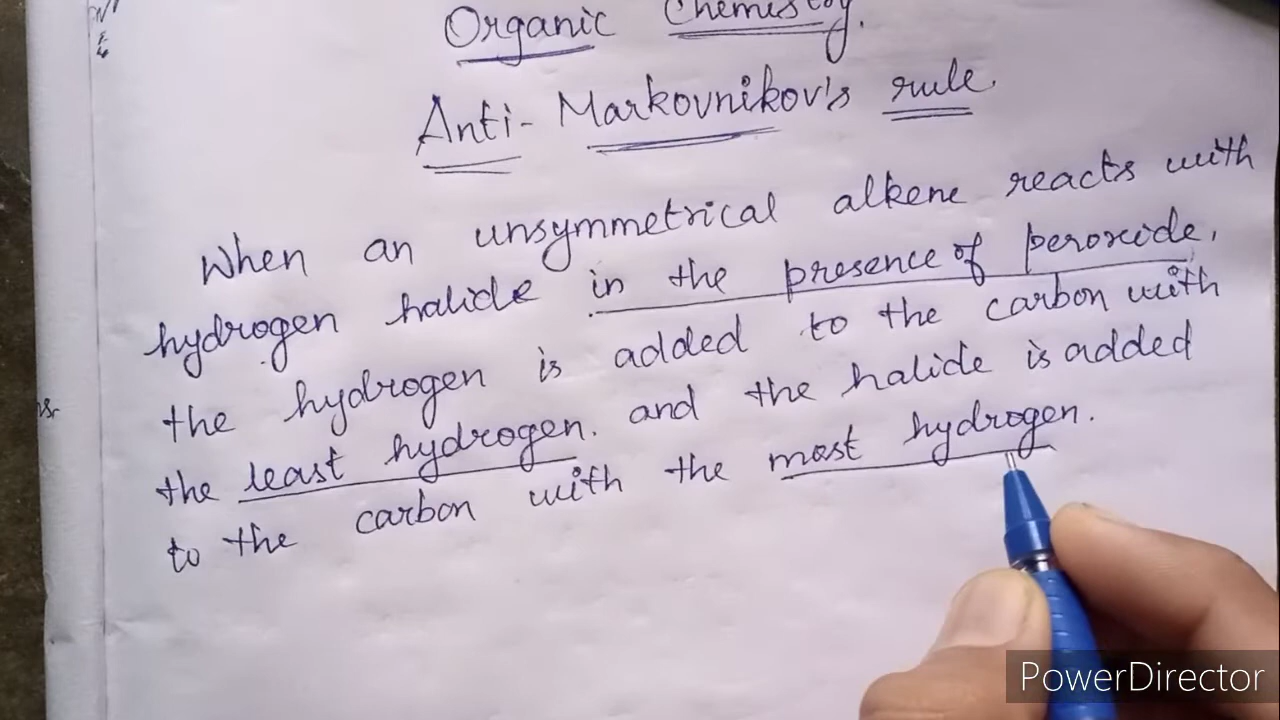 Organic Chemistry.
Anti-Markovnikov's rule.
When an unsymmetrical alkene reacts with
hydrogen halide in the presence of peroxide,
the hydrogen is added to the carbon with
the least hydrogen. and the halide is added
to the carbon with the most hydrogen.
PowerDirector